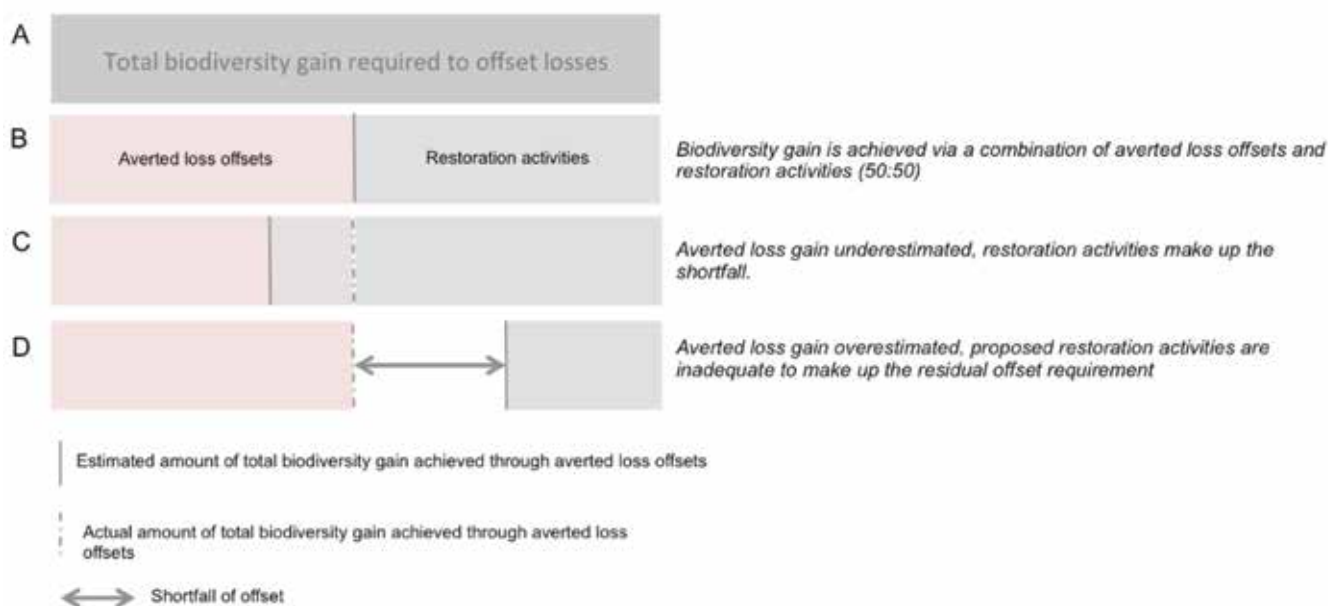 A
Total biodiversity gain required to offset losses
B
Averted loss offsets
Restoration activities
Biodiversity gain is achieved via a combination of averted loss offsets and
restoration activities (50:50)
C
Averted loss gain underestimated, restoration activities make up the
shortfall.
D
Averted loss gain overestimated, proposed restoration activities are
inadequate to make up the residual offset requirement
Estimated amount of total biodiversity gain achieved through averted loss offsets
Actual amount of total biodiversity gain achieved through averted loss
offsets
Shortfall of offset